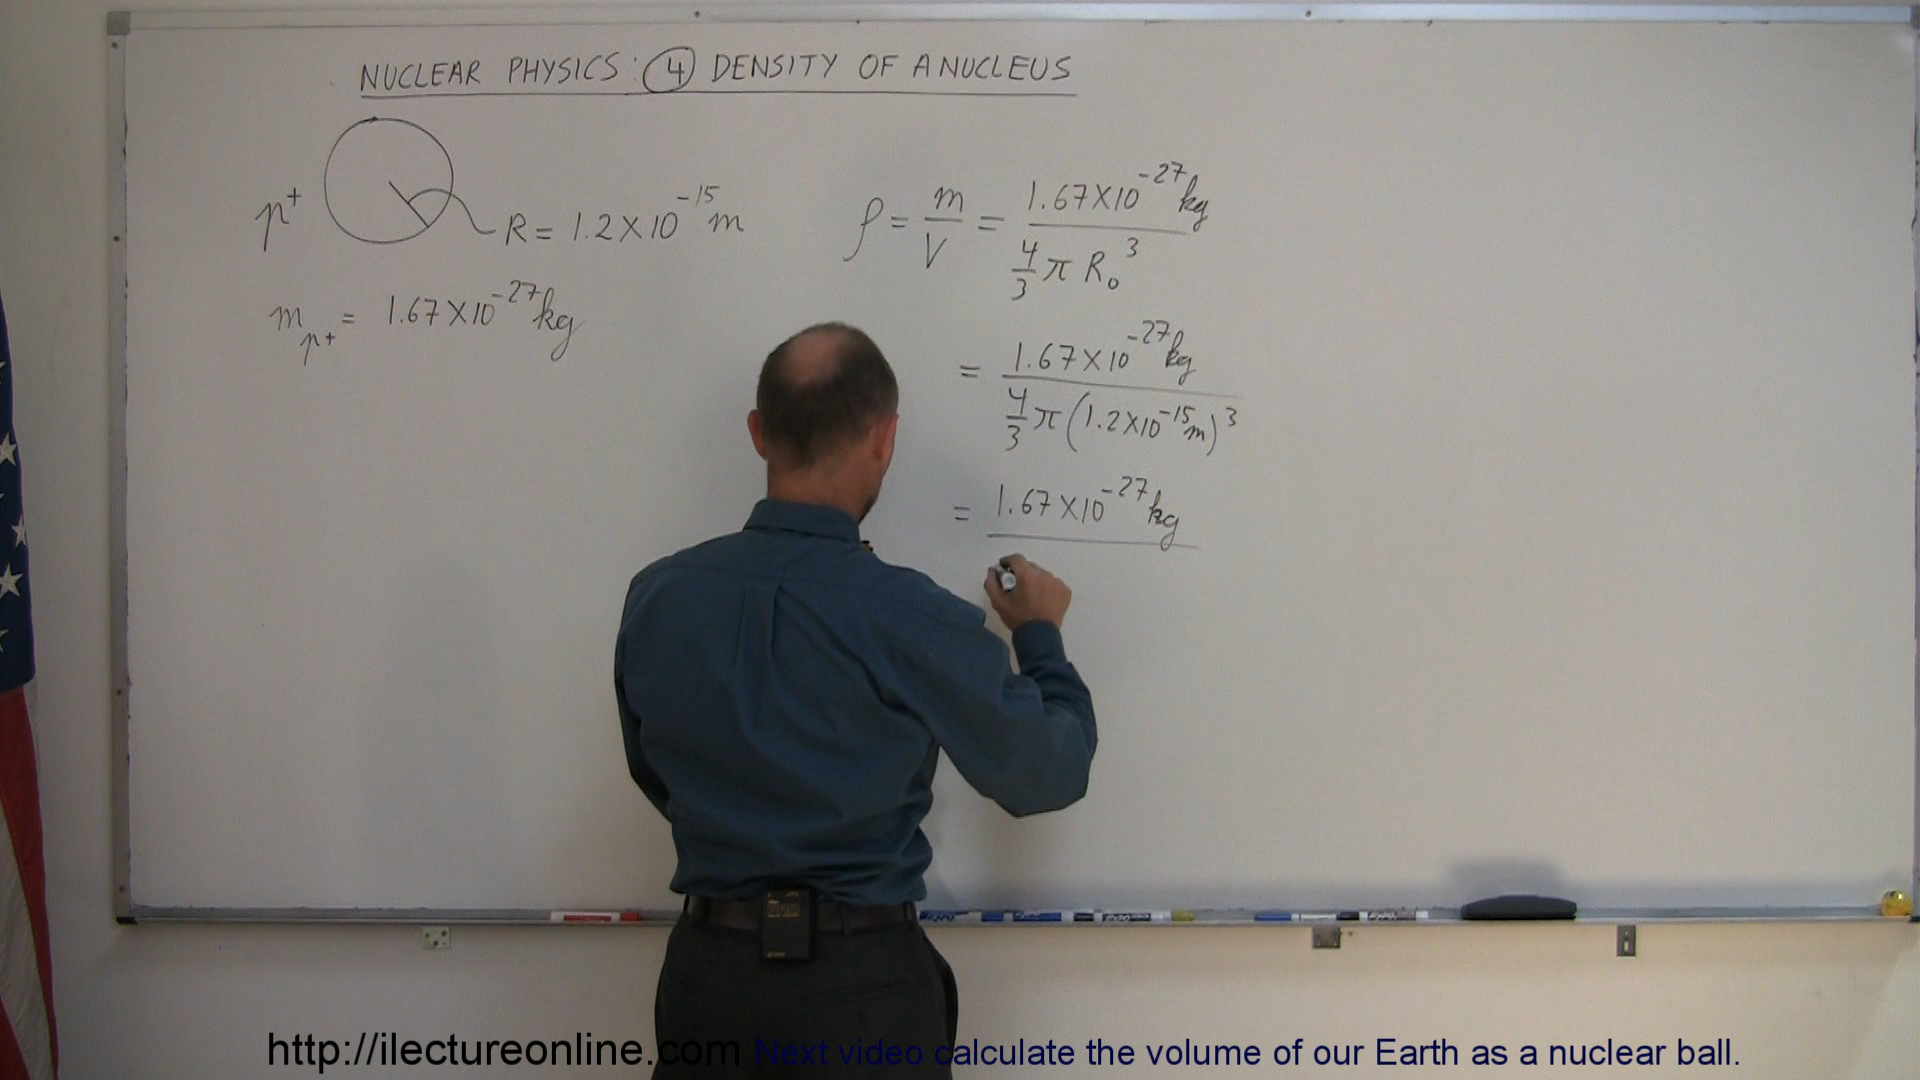 NUCLEAR PHYSICS: 4 DENSITY OF A NUCLEUS
p⁺
R = 1.2 X 10⁻¹⁵ m
m_p⁺ = 1.67 X 10⁻²⁷ kg
ρ = m/V = 1.67 X 10⁻²⁷ kg / (4/3 π R₀³)
= 1.67 X 10⁻²⁷ kg / (4/3 π (1.2 X 10⁻¹⁵ m)³)
= 1.67 X 10⁻²⁷ kg
http://ilectureonline.com Next video calculate the volume of our Earth as a nuclear ball.